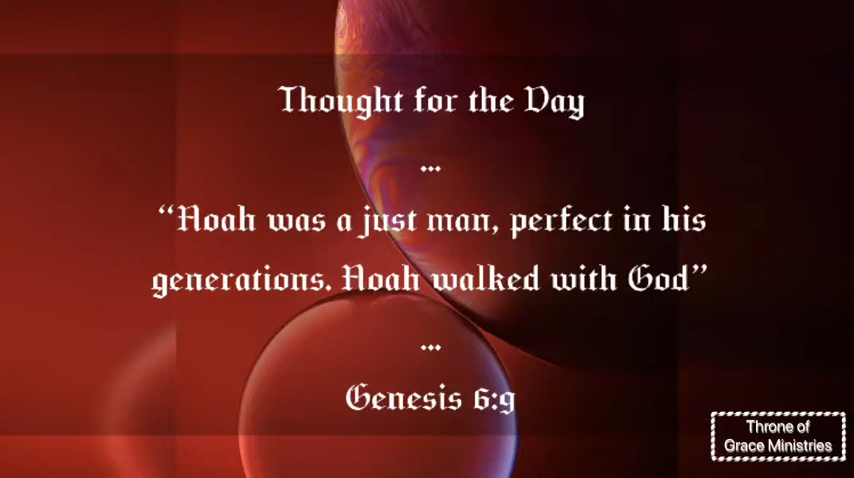 Thought for the Day
...
“Noah was a just man, perfect in his
generations. Noah walked with God”
...
Genesis 6:9
Throne of
Grace Ministries